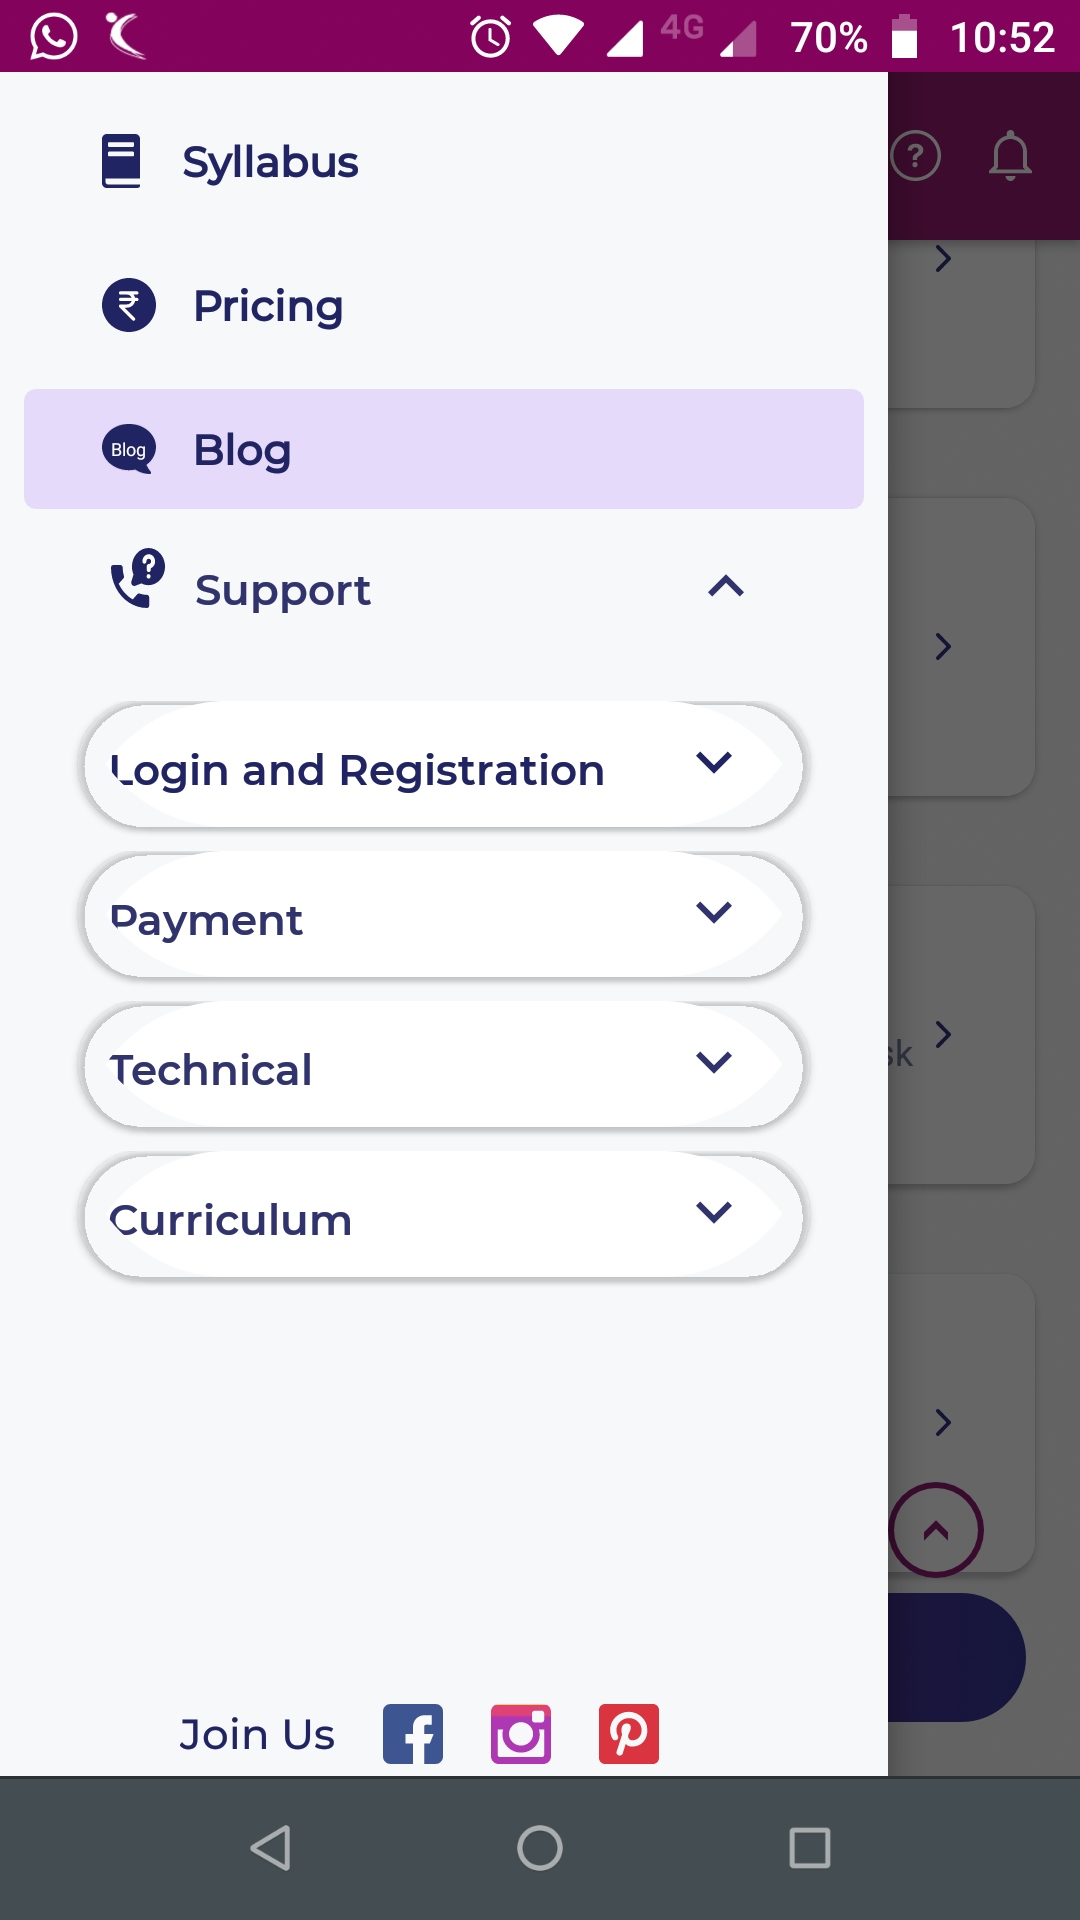 4G 70% 10:52
Syllabus
?
Pricing
Blog Blog
Support
Login and Registration
Payment
Technical
sk
Curriculum
Join Us